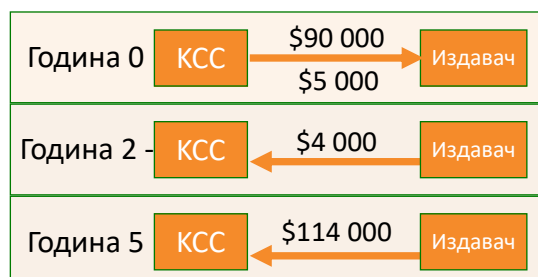 Година 0 КСС $90 000 Издавач
$5 000
Година 2 - КСС $4 000 Издавач
Година 5 КСС $114 000 Издавач